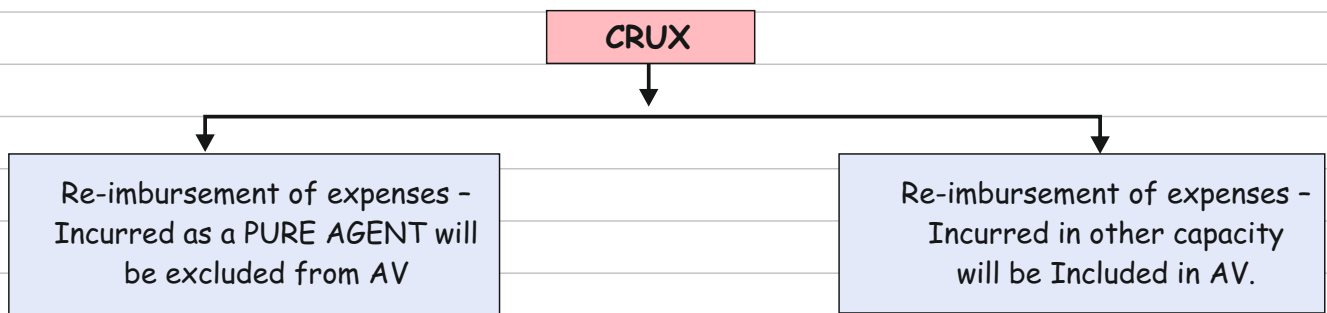 CRUX
Re-imbursement of expenses –
Incurred as a PURE AGENT will
be excluded from AV
Re-imbursement of expenses –
Incurred in other capacity
will be Included in AV.